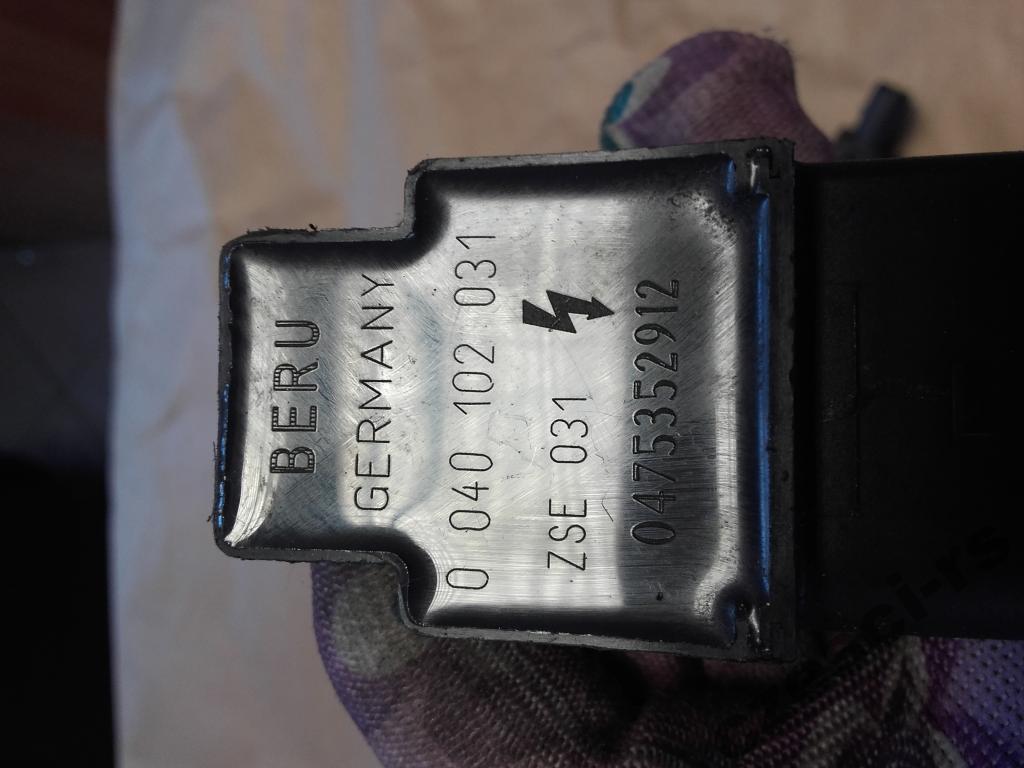 BERU
GERMANY
0 040 102 031
ZSE 031
0475352912